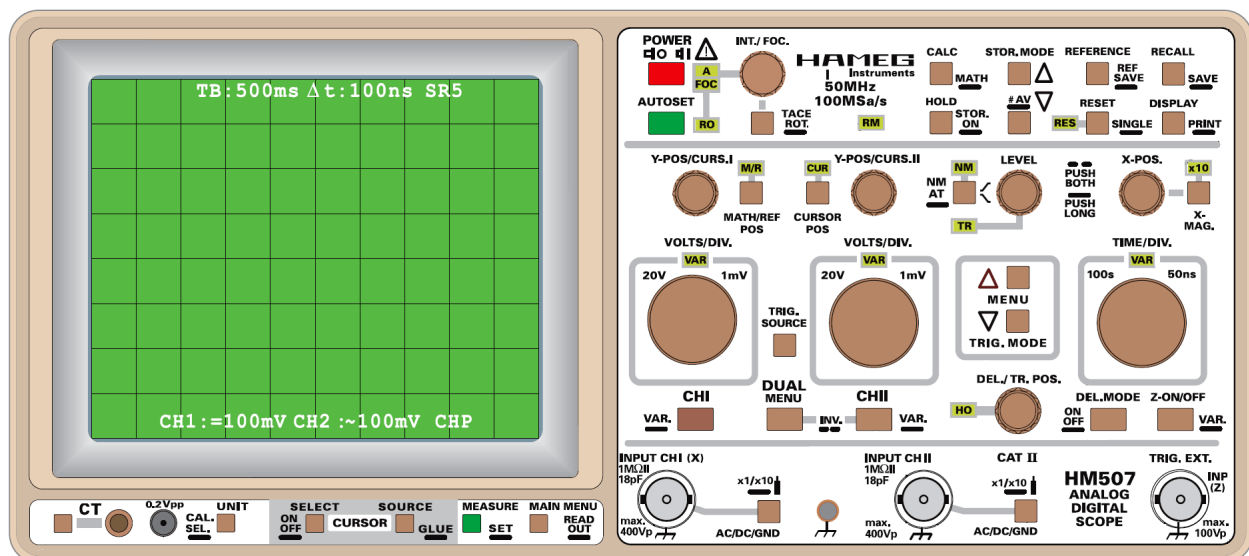 TB:500ms Δt:100ns SR5
CH1:=100mV CH2 :~100mV CHP
CT
0.2Vpp
CAL.
SEL.
UNIT
SELECT
ON
OFF
CURSOR
SOURCE
GLUE
MEASURE
SET
MAIN MENU
READ
OUT
POWER
A
FOC
AUTOSET
RO
INT./ FOC.
TACE
ROT.
HAMEG
Instruments
50MHz
100MSa/s
RM
CALC
MATH
STOR. MODE
REFERENCE
REF
SAVE
RECALL
SAVE
HOLD
STOR.
ON
# AV
RES
RESET
SINGLE
DISPLAY
PRINT
Y-POS/CURS.I
M/R
MATH/REF
POS
CUR
CURSOR
POS
Y-POS/CURS.II
NM
AT
NM
LEVEL
TR
PUSH
BOTH
PUSH
LONG
X-POS.
x10
X-
MAG.
VOLTS/DIV.
VAR
20V 1mV
VOLTS/DIV.
VAR
20V 1mV
TRIG.
SOURCE
MENU
TRIG. MODE
TIME/DIV.
VAR
100s 50ns
CHI
VAR.
DUAL
MENU
INV.
CHII
VAR.
DEL./ TR. POS.
HO
DEL.MODE
ON
OFF
Z-ON/OFF
VAR.
INPUT CHI (X)
1MΩII
18pF
max.
400Vp
x1/x10
AC/DC/GND
INPUT CH II
1MΩII
18pF
max.
400Vp
CAT II
x1/x10
AC/DC/GND
HM507
ANALOG
DIGITAL
SCOPE
TRIG. EXT.
INP
(Z)
max.
100Vp